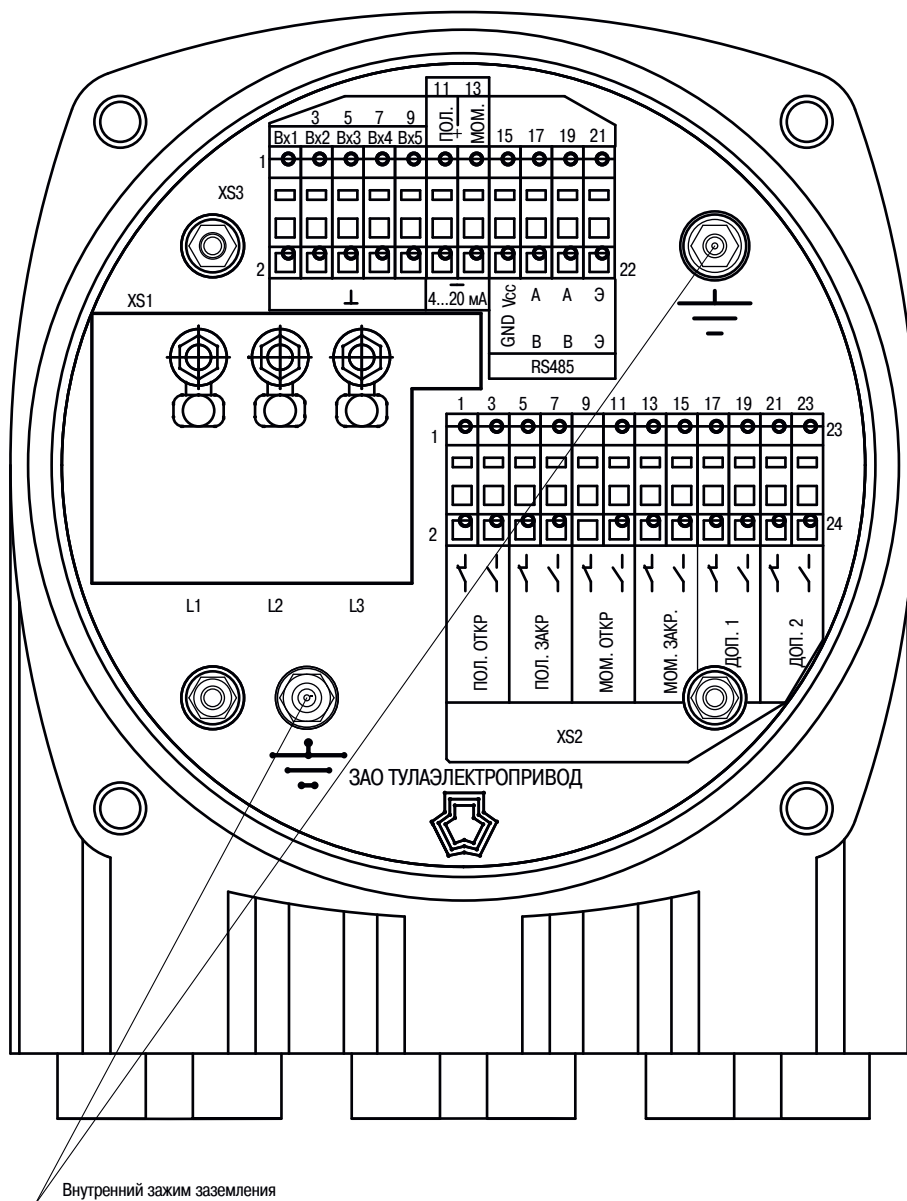 11 13
3 5 7 9
ПОЛ. + МОМ.
15 17 19 21
Вх1 Вх2 Вх3 Вх4 Вх5
1
XS3
2
22
⊥
–
4...20 мА
XS1
GND Vcc
A A Э
B B Э
RS485
1 3 5 7 9 11 13 15 17 19 21 23
1
23
2
24
L1 L2 L3
ПОЛ. ОТКР
ПОЛ. ЗАКР
МОМ. ОТКР
МОМ. ЗАКР.
ДОП. 1
ДОП. 2
XS2
ЗАО ТУЛАЭЛЕКТРОПРИВОД
Внутренний зажим заземления